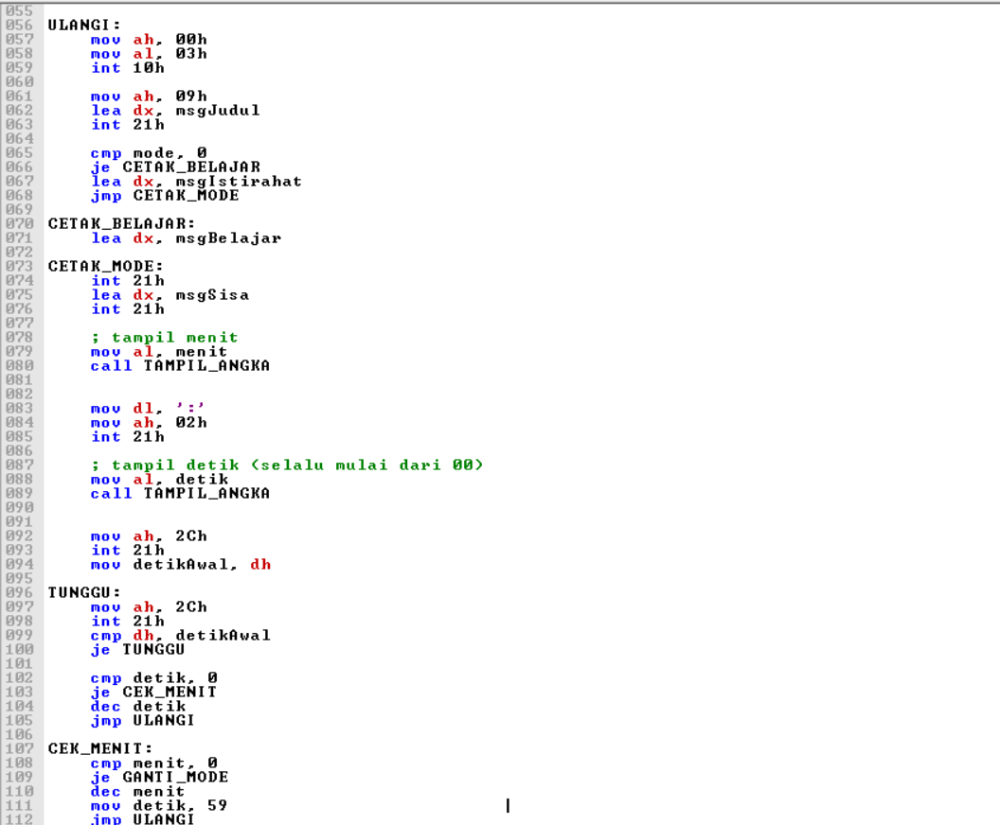 055
056 ULANGI:
057 mov ah, 00h
058 mov al, 03h
059 int 10h
060
061 mov ah, 09h
062 lea dx, msgJudul
063 int 21h
064
065 cmp mode, 0
066 je CETAK_BELAJAR
067 lea dx, msgIstirahat
068 jmp CETAK_MODE
069
070 CETAK_BELAJAR:
071 lea dx, msgBelajar
072
073 CETAK_MODE:
074 int 21h
075 lea dx, msgSisa
076 int 21h
077
078 ; tampil menit
079 mov al, menit
080 call TAMPIL_ANGKA
081
082
083 mov dl, ':'
084 mov ah, 02h
085 int 21h
086
087 ; tampil detik (selalu mulai dari 00)
088 mov al, detik
089 call TAMPIL_ANGKA
090
091
092 mov ah, 2Ch
093 int 21h
094 mov detikAwal, dh
095
096 TUNGGU:
097 mov ah, 2Ch
098 int 21h
099 cmp dh, detikAwal
100 je TUNGGU
101
102 cmp detik, 0
103 je CEK_MENIT
104 dec detik
105 jmp ULANGI
106
107 CEK_MENIT:
108 cmp menit, 0
109 je GANTI_MODE
110 dec menit
111 mov detik, 59
112 jmp ULANGI